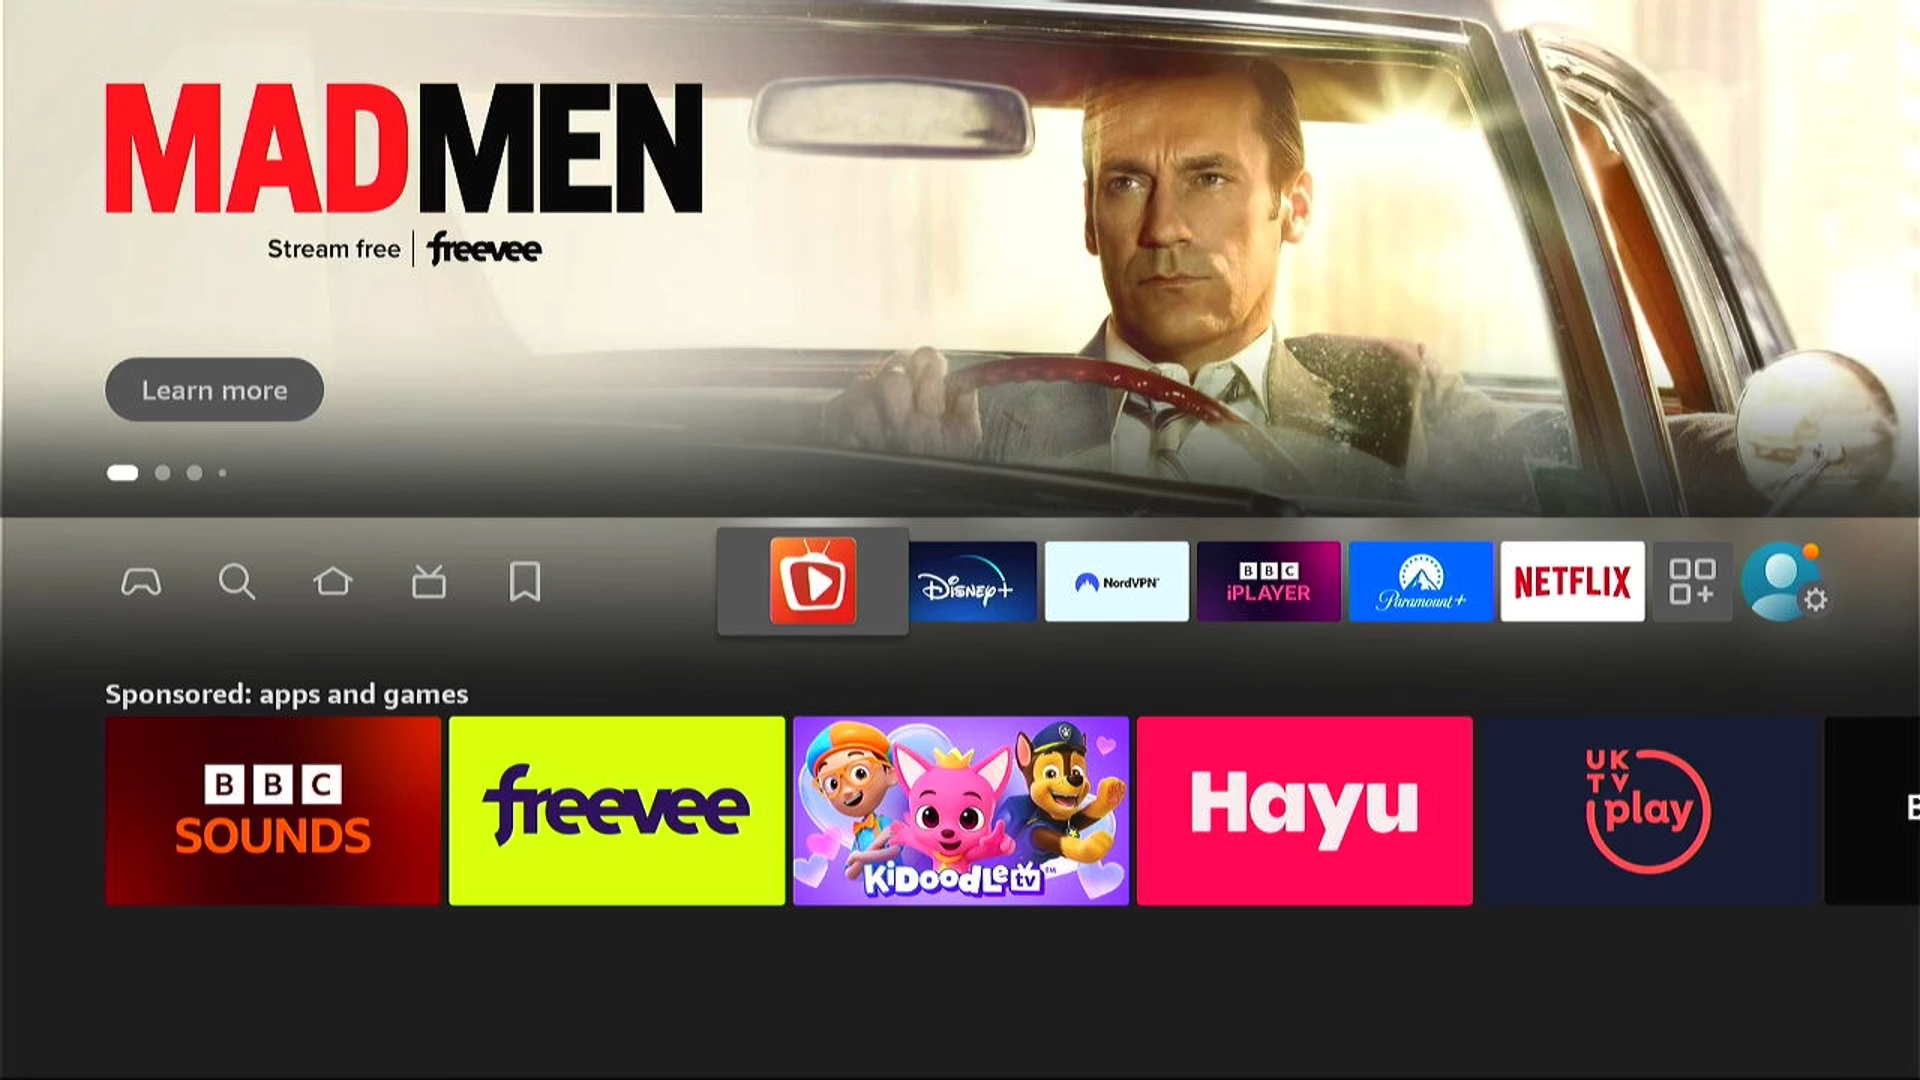 MADMEN
Stream free | freevee
Learn more
Disney+
NordVPN
BBC
iPLAYER
Paramount+
NETFLIX
Sponsored: apps and games
BBC
SOUNDS
freevee
KiDoodLe tv™
Hayu
UK
TV
play